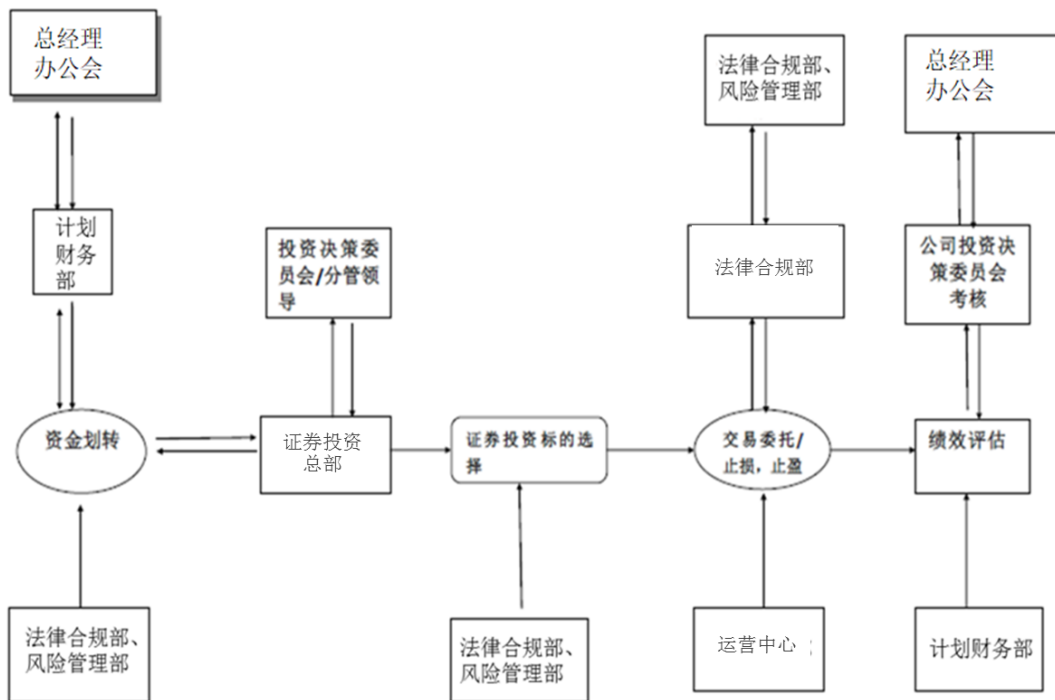 总经理
办公会
法律合规部、
风险管理部
总经理
办公会
计划
财务
部
投资决策委
员会/分管领
导
法律合规部
公司投资决
策委员会
考核
资金划转
证券投资
总部
证券投资标的选
择
交易委托/
止损，止盈
绩效评估
法律合规部、
风险管理部
法律合规部、
风险管理部
运营中心
计划财务部